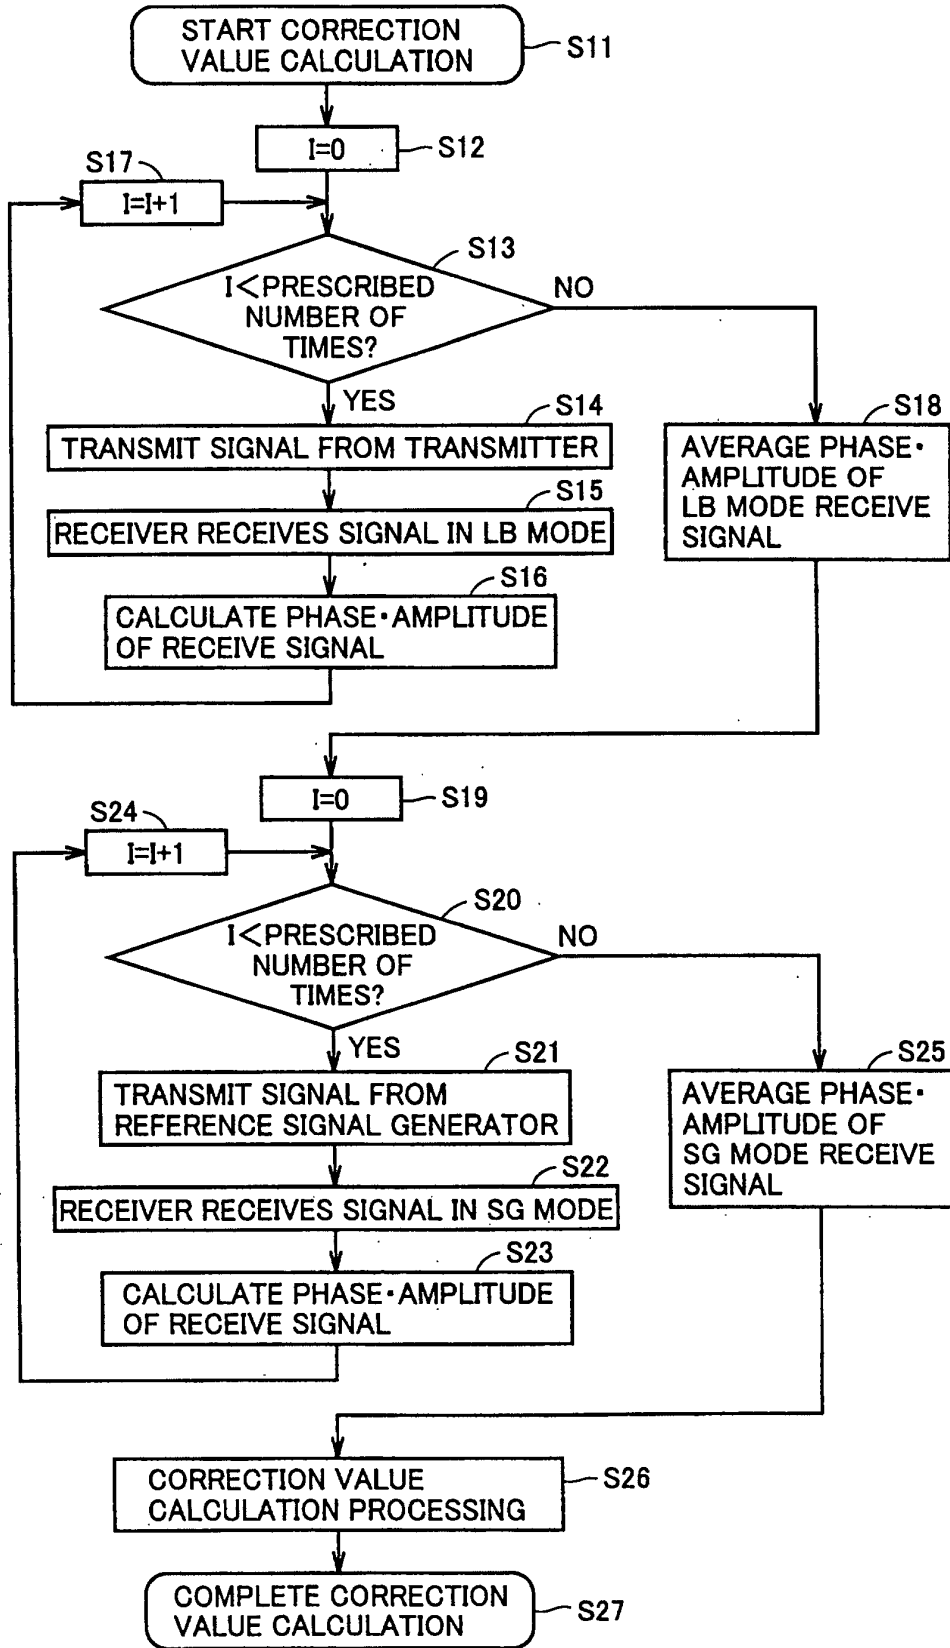 START CORRECTION
VALUE CALCULATION
S11
I=0
S12
S17
I=I+1
S13
I<PRESCRIBED
NUMBER OF
TIMES?
NO
YES
S14
TRANSMIT SIGNAL FROM TRANSMITTER
S15
RECEIVER RECEIVES SIGNAL IN LB MODE
S16
CALCULATE PHASE·AMPLITUDE
OF RECEIVE SIGNAL
S18
AVERAGE PHASE·
AMPLITUDE OF
LB MODE RECEIVE
SIGNAL
I=0
S19
S24
I=I+1
S20
I<PRESCRIBED
NUMBER OF
TIMES?
NO
YES
S21
TRANSMIT SIGNAL FROM
REFERENCE SIGNAL GENERATOR
S22
RECEIVER RECEIVES SIGNAL IN SG MODE
S23
CALCULATE PHASE·AMPLITUDE
OF RECEIVE SIGNAL
S25
AVERAGE PHASE·
AMPLITUDE OF
SG MODE RECEIVE
SIGNAL
CORRECTION VALUE
CALCULATION PROCESSING
S26
COMPLETE CORRECTION
VALUE CALCULATION
S27